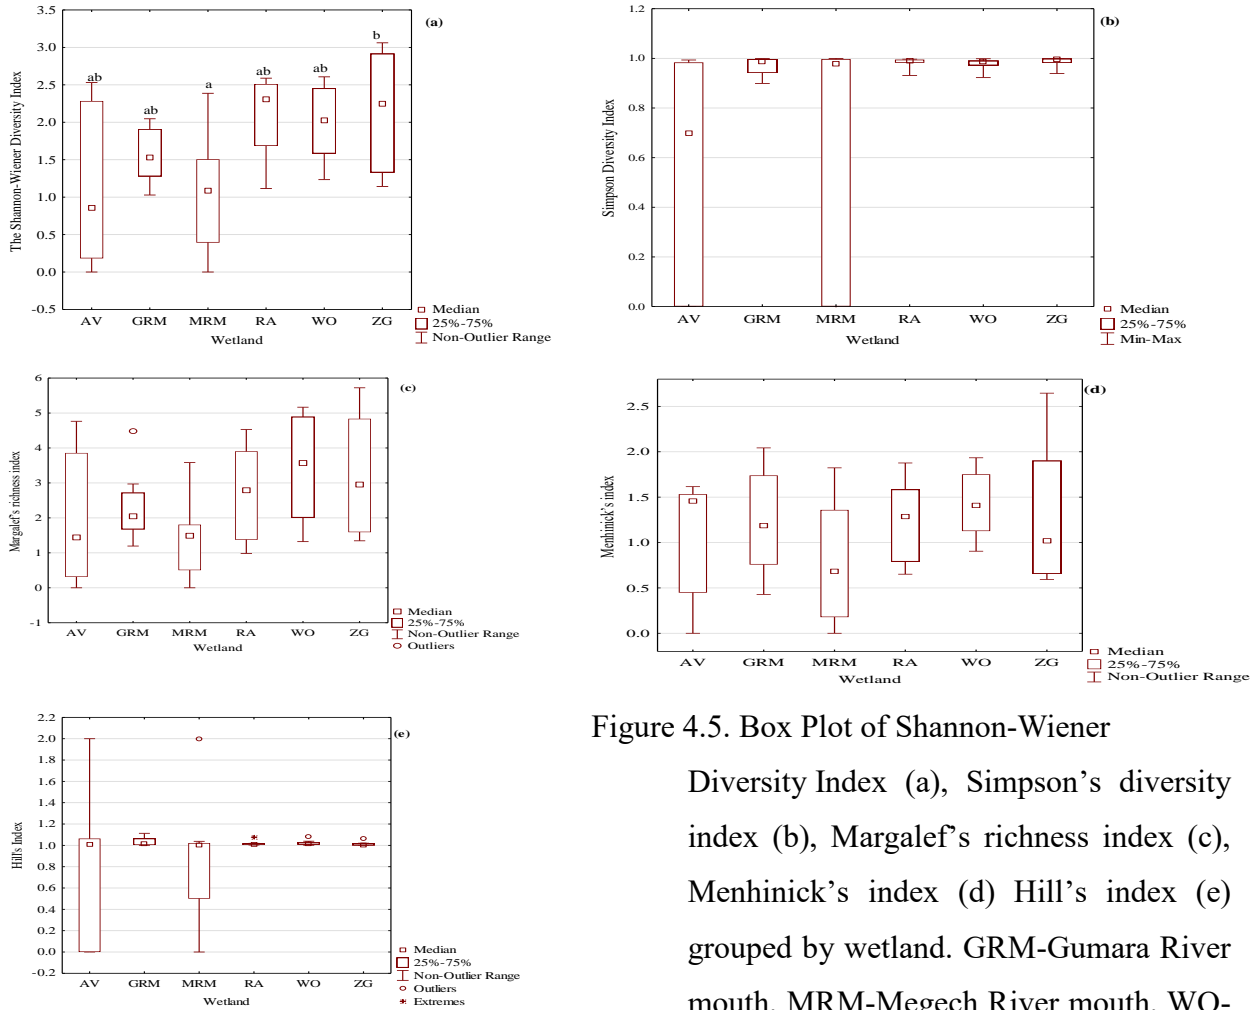 (a)
3.5
3.0
2.5
2.0
1.5
1.0
0.5
0.0
-0.5
The Shannon-Wiener Diversity Index
ab
ab
a
ab
ab
b
AV GRM MRM RA WO ZG
Wetland
Median
25%-75%
Non-Outlier Range
(b)
1.2
1.0
0.8
0.6
0.4
0.2
0.0
Simpson Diversity Index
AV GRM MRM RA WO ZG
Wetland
Median
25%-75%
Min-Max
(c)
6
5
4
3
2
1
0
-1
Margalef's richness index
AV GRM MRM RA WO ZG
Wetland
Median
25%-75%
Non-Outlier Range
Outliers
(d)
2.5
2.0
1.5
1.0
0.5
0.0
Menhinick's index
AV GRM MRM RA WO ZG
Wetland
Median
25%-75%
Non-Outlier Range
(e)
2.2
2.0
1.8
1.6
1.4
1.2
1.0
0.8
0.6
0.4
0.2
0.0
-0.2
Hill's Index
AV GRM MRM RA WO ZG
Wetland
Median
25%-75%
Non-Outlier Range
Outliers
Extremes
Figure 4.5. Box Plot of Shannon-Wiener
Diversity Index (a), Simpson's diversity
index (b), Margalef's richness index (c),
Menhinick's index (d) Hill's index (e)
grouped by wetland. GRM-Gumara River
mouth, MRM-Megech River mouth, WO-